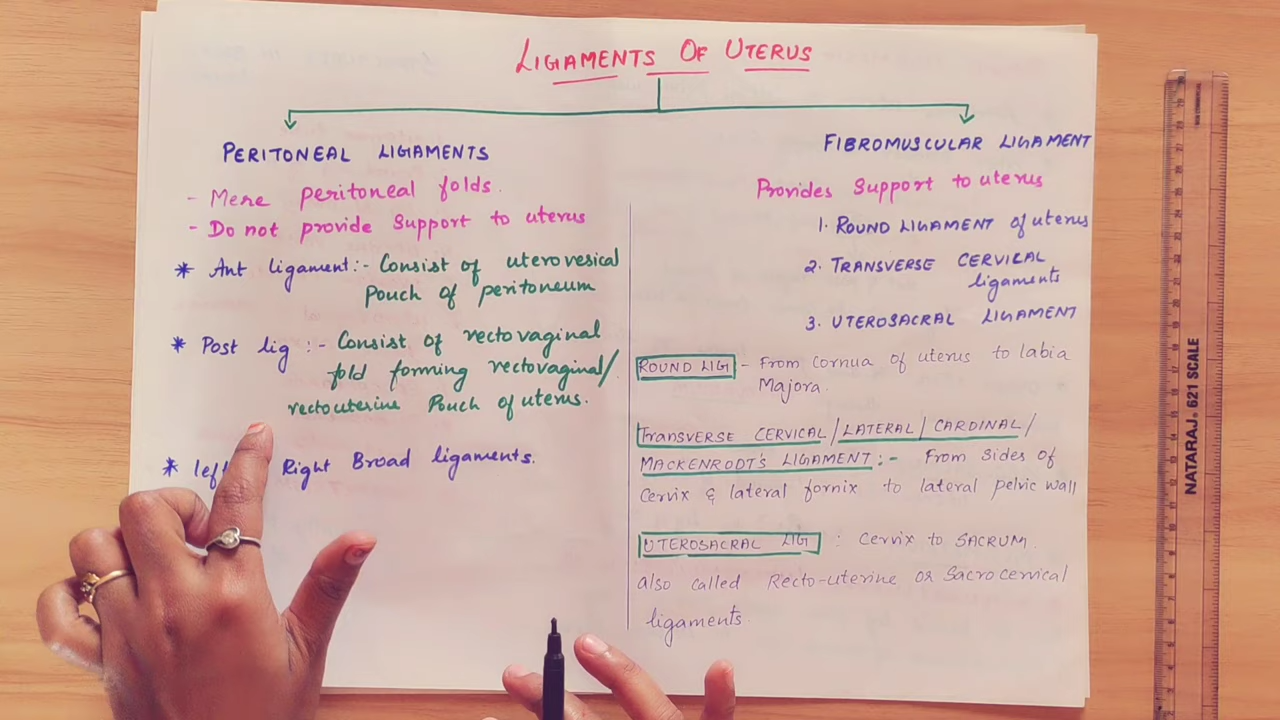 LIGAMENTS OF UTERUS
PERITONEAL LIGAMENTS
- Mere peritoneal folds.
- Do not provide support to uterus
* Ant ligament:- Consist of uterovesical
Pouch of peritoneum
* Post lig :- Consist of rectovaginal
fold forming rectovaginal/
rectouterine Pouch of uterus.
* left Right Broad ligaments.
FIBROMUSCULAR LIGAMENT
Provides Support to uterus
1. ROUND LIGAMENT of uterus
2. TRANSVERSE CERVICAL
ligaments
3. UTEROSACRAL LIGAMENT
ROUND LIG - From Cornua of uterus to labia
Majora.
TRANSVERSE CERVICAL/LATERAL/CARDINAL/
MACKENRODT'S LIGAMENT:- From sides of
Cervix & lateral fornix to lateral pelvic wall
UTEROSACRAL LIG : Cervix to SACRUM.
also called Recto-uterine or Sacrocervical
ligaments.
NATARAJ® 621 SCALE